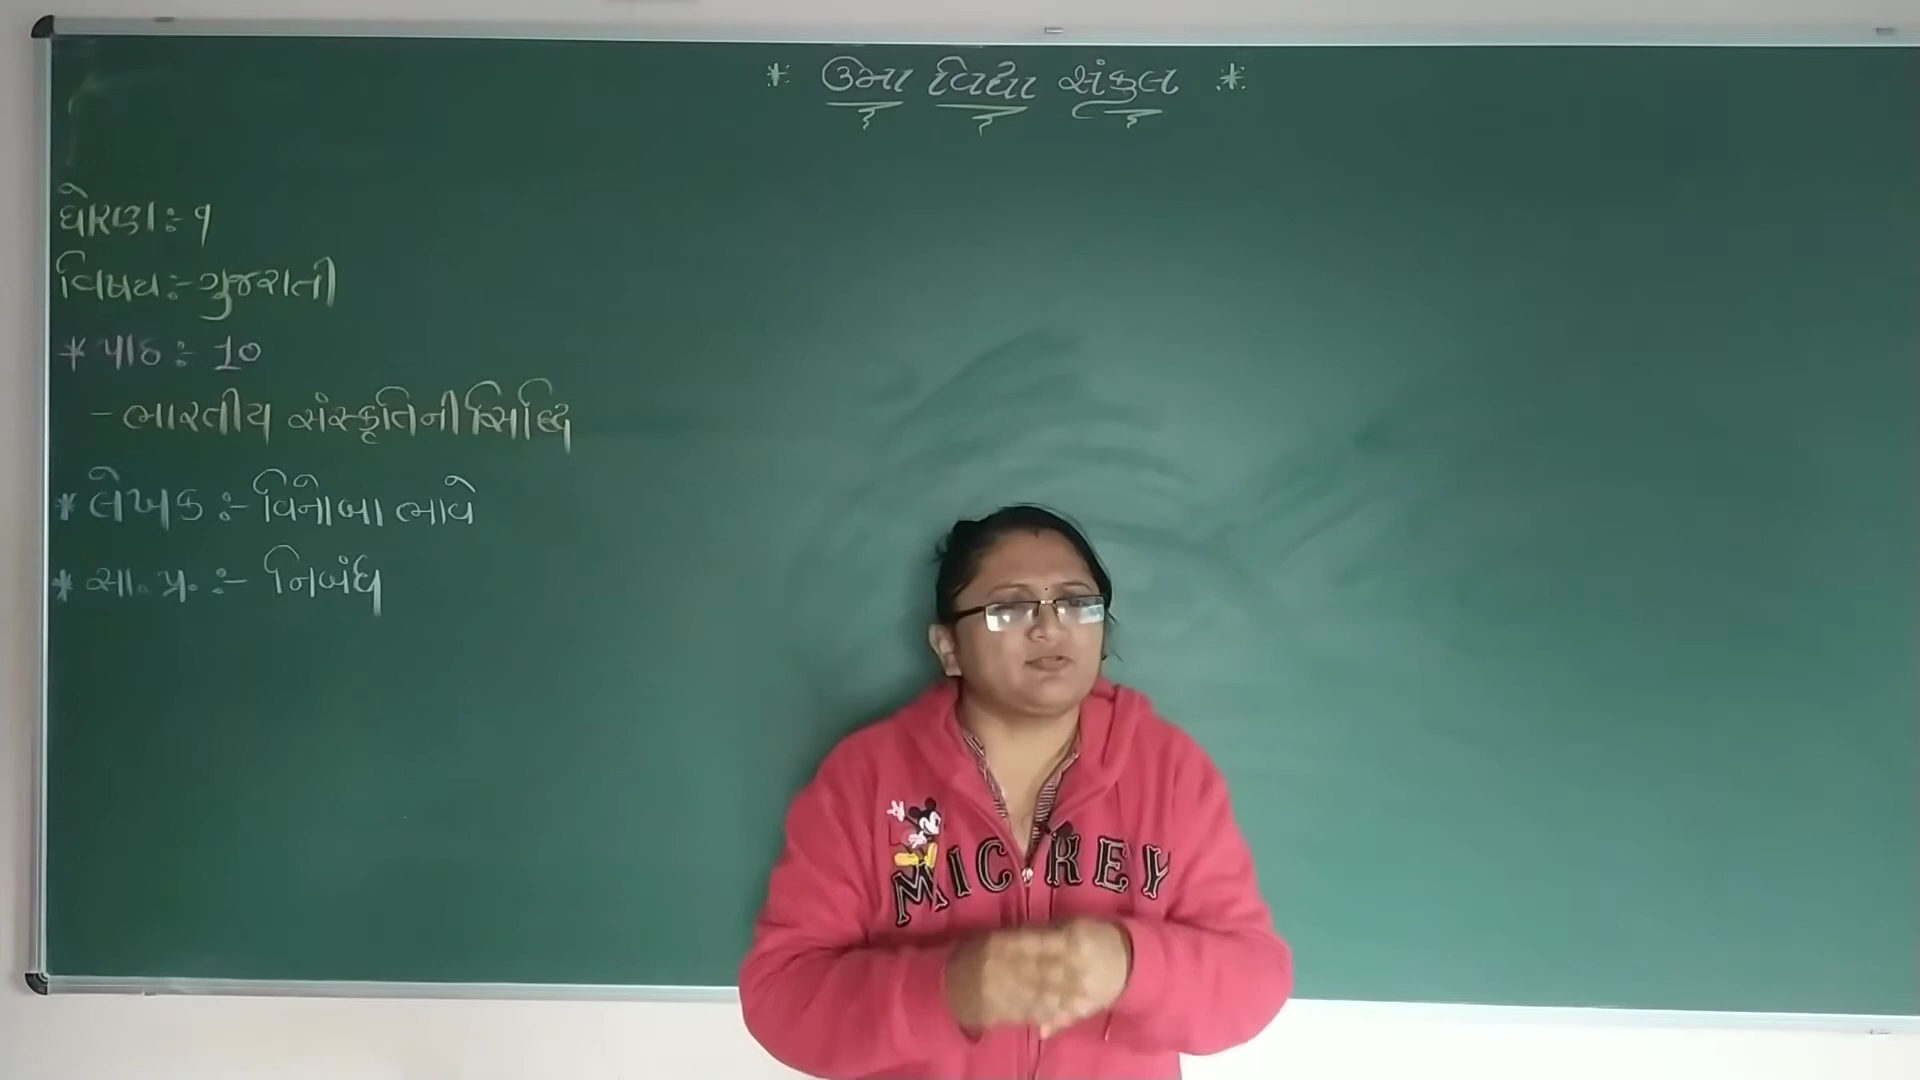 * ઉમા વિદ્યા સંકુલ *
ધોરણ :- ૧
વિષય :- ગુજરાતી
* પાઠ :- 10
- ભારતીય સંસ્કૃતિની સિદ્ધિ
* લેખક :- વિનોબા ભાવે
* સા. પ્ર. :- નિબંધ
MICKEY